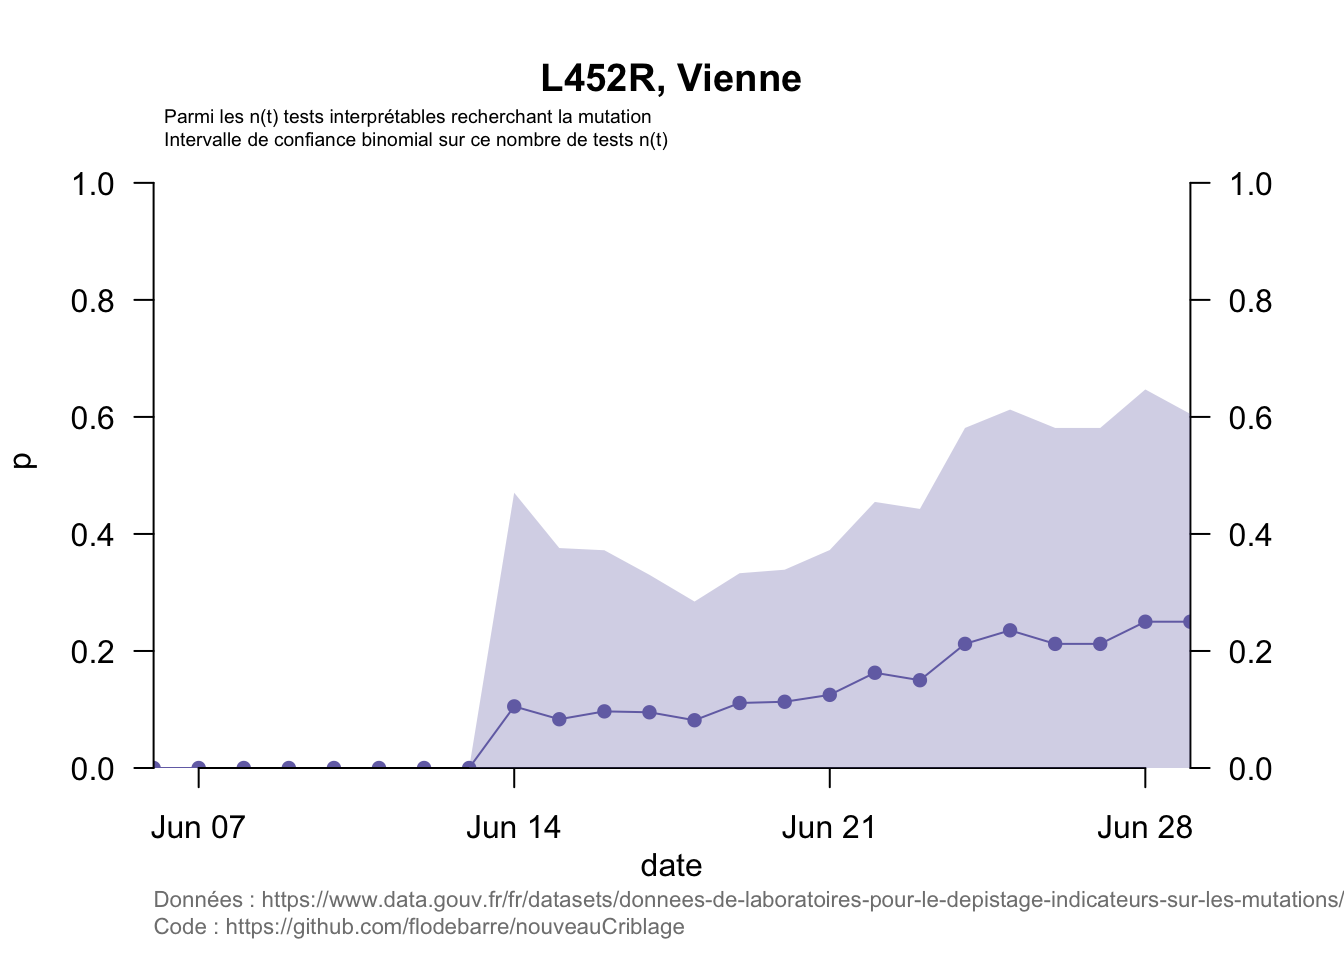 L452R, Vienne
Parmi les n(t) tests interprétables recherchant la mutation
Intervalle de confiance binomial sur ce nombre de tests n(t)
1.0
1.0
0.8
0.8
0.6
0.6
p
0.4
0.4
0.2
0.2
0.0
0.0
Jun 07
Jun 14
Jun 21
Jun 28
date
Données : https://www.data.gouv.fr/fr/datasets/donnees-de-laboratoires-pour-le-depistage-indicateurs-sur-les-mutations/
Code : https://github.com/flodebarre/nouveauCriblage